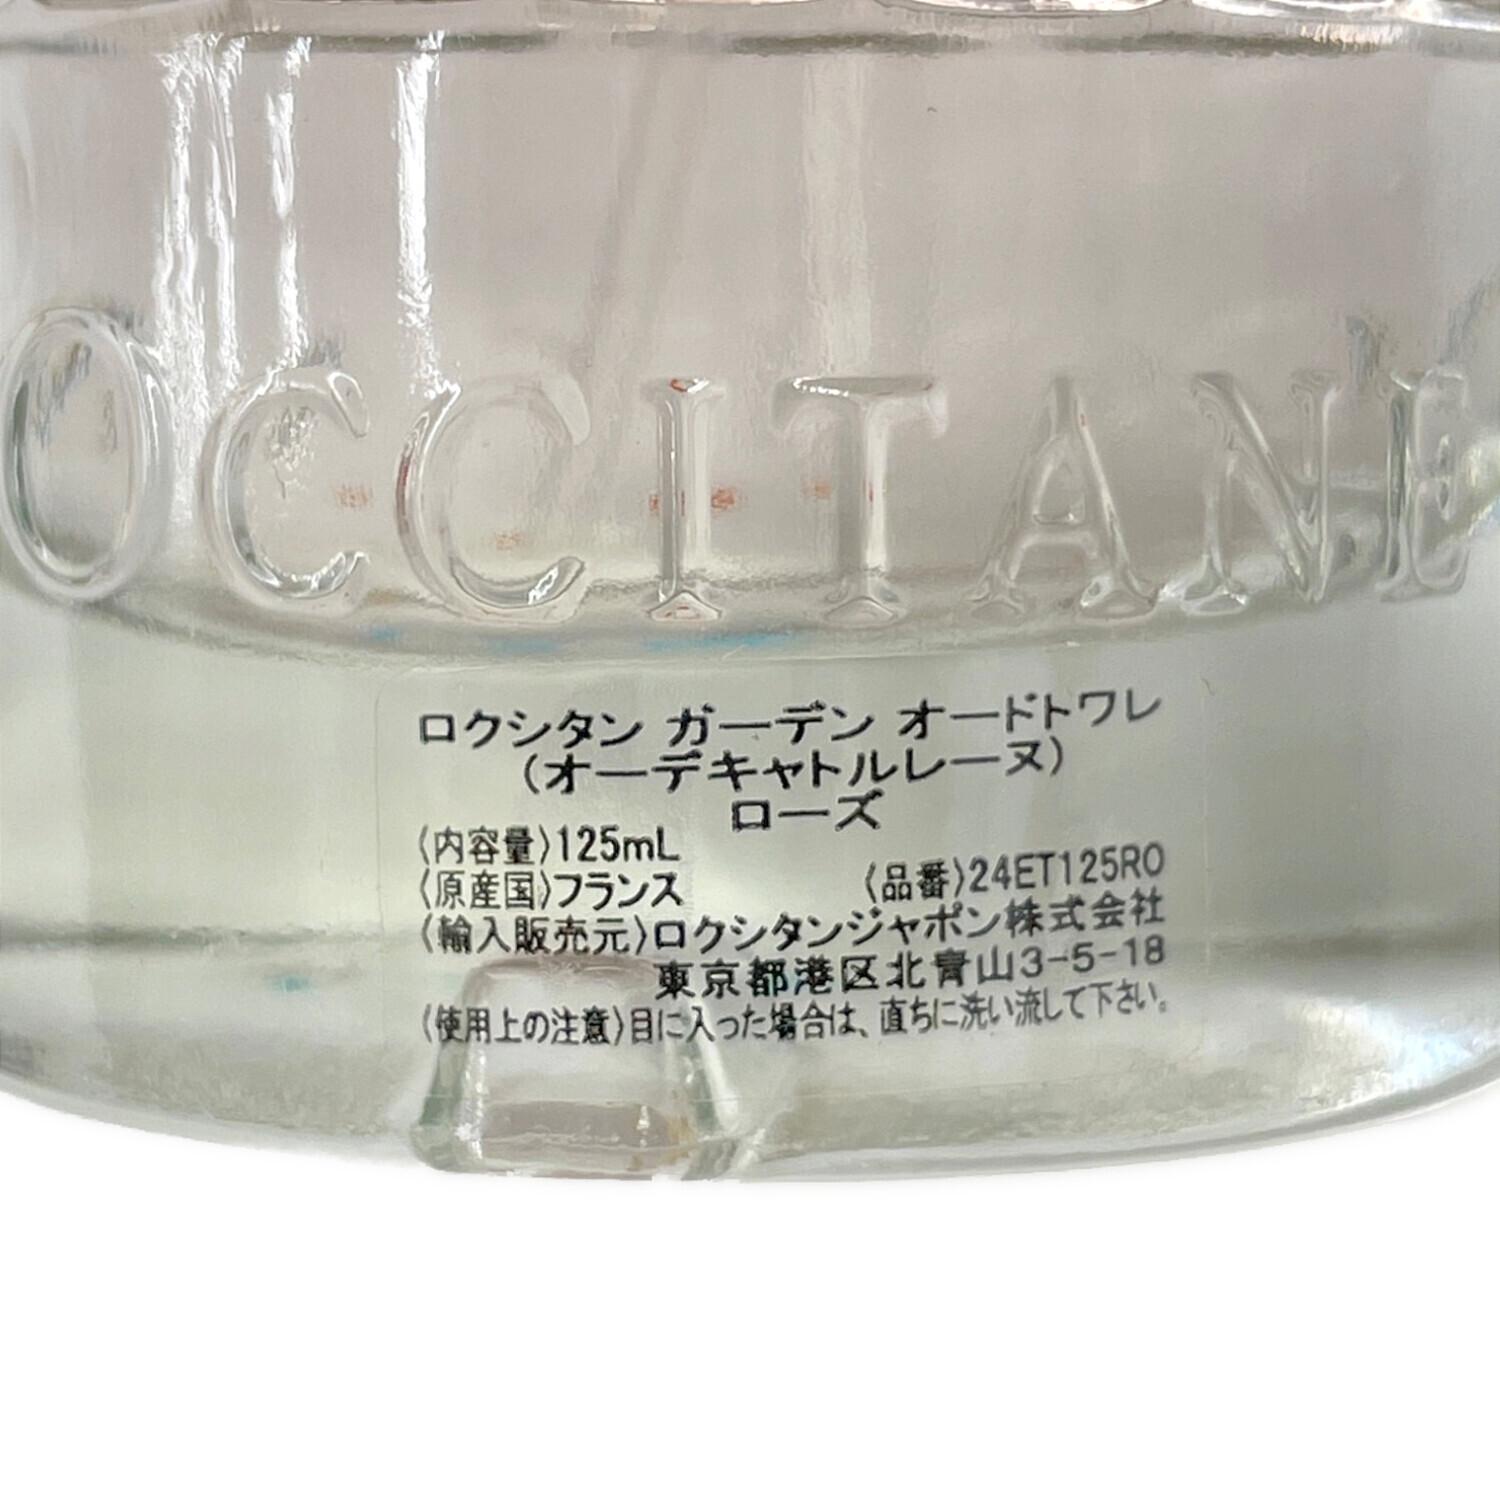 OCCITANE
ロクシタン ガーデン オードトワレ
(オーデキャトルレーヌ)
ローズ
〈内容量〉125mL
〈原産国〉フランス 〈品番〉24ET125RO
〈輸入販売元〉ロクシタンジャポン株式会社
東京都港区北青山3-5-18
〈使用上の注意〉目に入った場合は、直ちに洗い流して下さい。